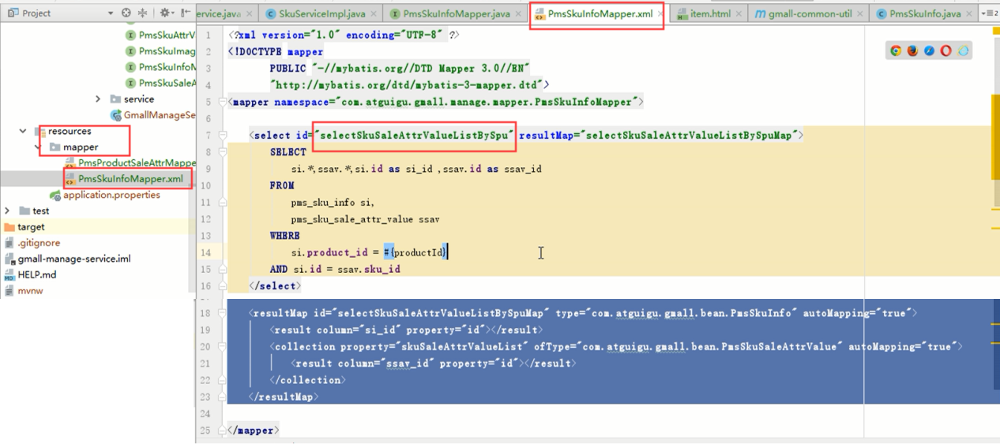 Project
ervice.java
SkuServiceImpl.java
PmsSkuInfoMapper.java
PmsSkuInfoMapper.xml
item.html
gmall-common-util
PmsSkuInfo.java
2
PmsSkuAttrV
PmsSkuImag
PmsSkuInfoM
PmsSkuSaleA
service
GmallManageSe
resources
mapper
PmsProductSaleAttrMappe
PmsSkuInfoMapper.xml
application.properties
test
target
.gitignore
gmall-manage-service.iml
HELP.md
mvnw
1 <?xml version="1.0" encoding="UTF-8" ?>
2 <!DOCTYPE mapper
3 PUBLIC "-//mybatis.org//DTD Mapper 3.0//EN"
4 "http://mybatis.org/dtd/mybatis-3-mapper.dtd">
5 <mapper namespace="com.atguigu.gmall.manage.mapper.PmsSkuInfoMapper">
6
7 <select id="selectSkuSaleAttrValueListBySpu" resultMap="selectSkuSaleAttrValueListBySpuMap">
8 SELECT
9 si.*,ssav.*,si.id as si_id ,ssav.id as ssav_id
10 FROM
11 pms_sku_info si,
12 pms_sku_sale_attr_value ssav
13 WHERE
14 si.product_id = #{productId}
15 AND si.id = ssav.sku_id
16 </select>
18 <resultMap id="selectSkuSaleAttrValueListBySpuMap" type="com.atguigu.gmall.bean.PmsSkuInfo" autoMapping="true">
19 <result column="si_id" property="id"></result>
20 <collection property="skuSaleAttrValueList" ofType="com.atguigu.gmall.bean.PmsSkuSaleAttrValue" autoMapping="true">
21 <result column="ssav_id" property="id"></result>
22 </collection>
23 </resultMap>
24
25 </mapper>